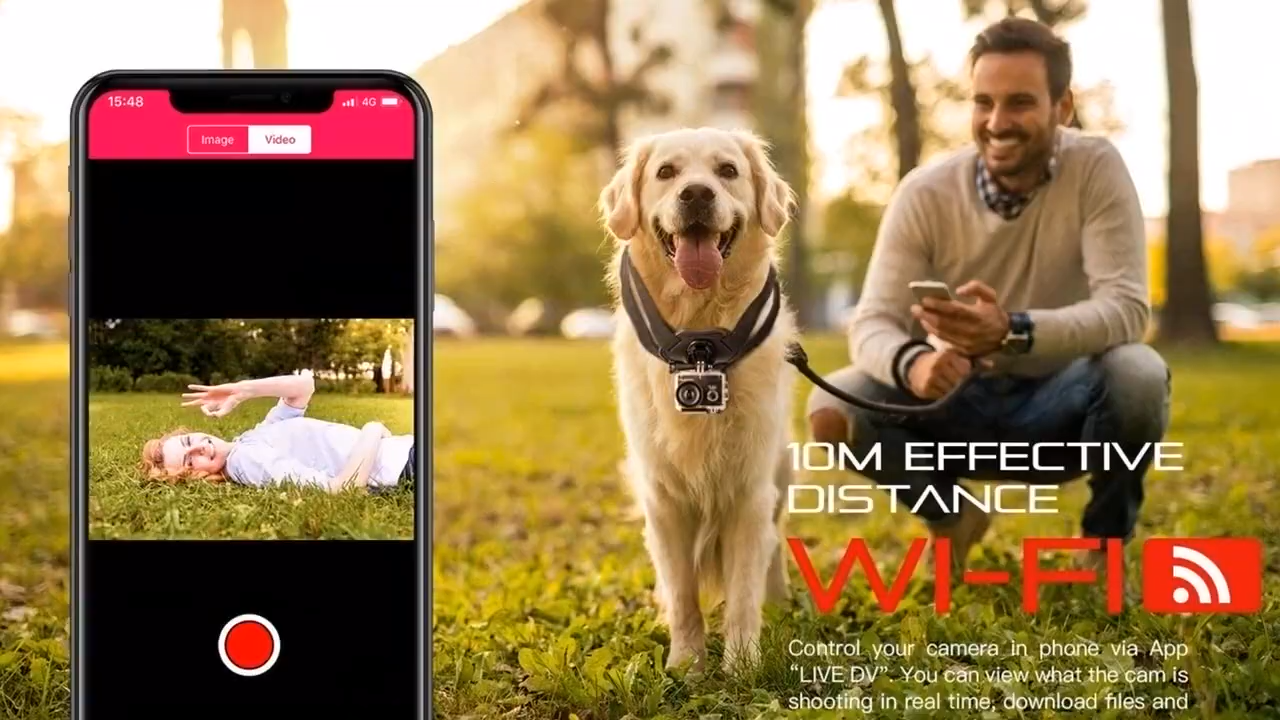 15:48
4G
Image
Video
10M EFFECTIVE
DISTANCE
WI-FI
Control your camera in phone via App
“LIVE DV”. You can view what the cam is
shooting in real time, download files and